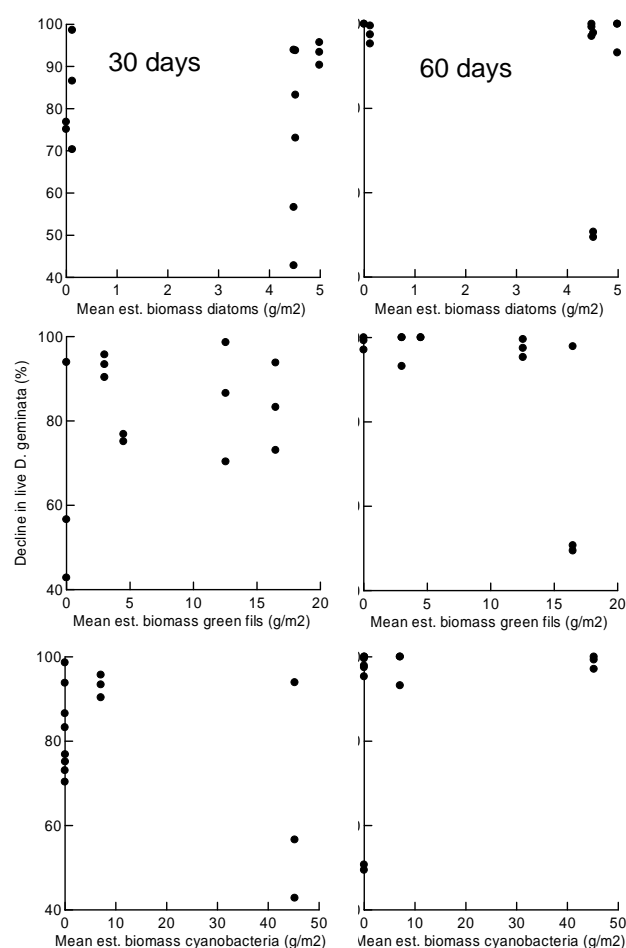 100
90
80
70
60
50
40
30 days
0 1 2 3 4 5
Mean est. biomass diatoms (g/m2)
60 days
0 1 2 3 4 5
Mean est. biomass diatoms (g/m2)
Decline in live D. geminata (%)
100
80
60
40
0 5 10 15 20
Mean est. biomass green fils (g/m2)
0 5 10 15 20
Mean est. biomass green fils (g/m2)
100
80
60
40
0 10 20 30 40 50
Mean est. biomass cyanobacteria (g/m2)
0 10 20 30 40 50
Mean est. biomass cyanobacteria (g/m2)